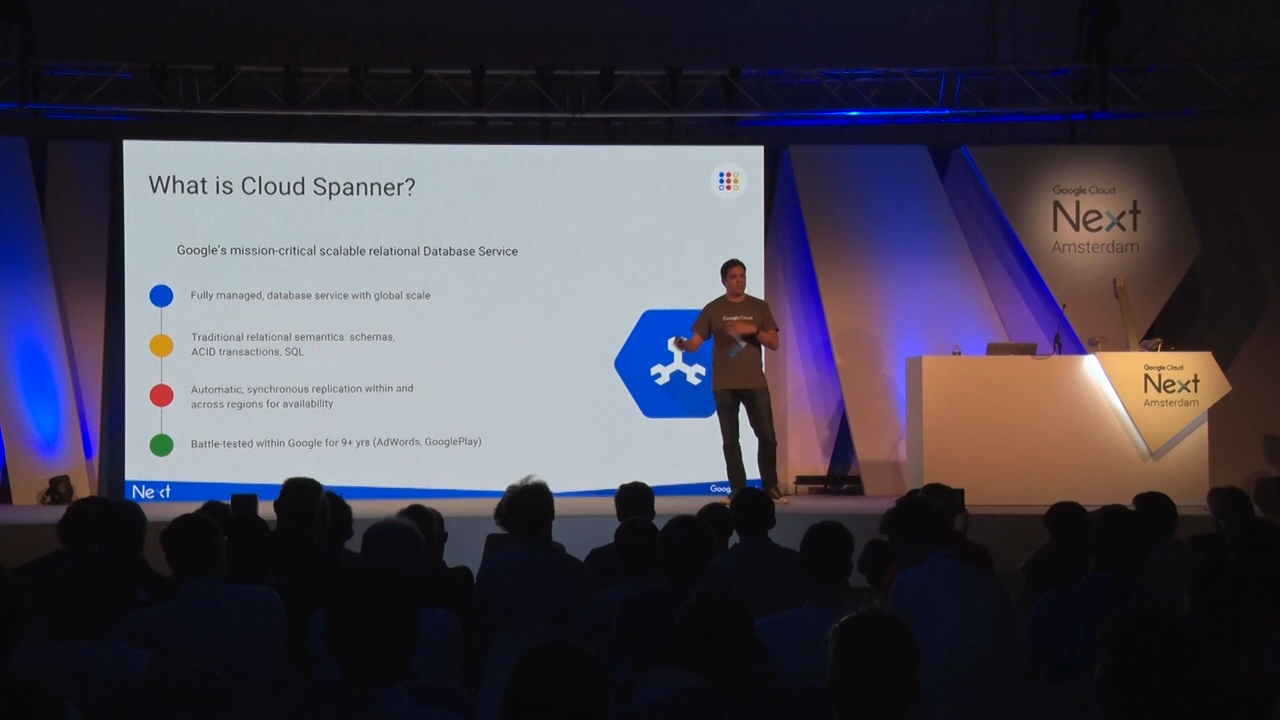 What is Cloud Spanner?
Google's mission-critical scalable relational Database Service
Fully managed, database service with global scale
Traditional relational semantics: schemas,
ACID transactions, SQL
Automatic, synchronous replication within and
across regions for availability
Battle-tested within Google for 9+ yrs (AdWords, GooglePlay)
Next
Google Cloud
Google Cloud
Next
Amsterdam
Google Cloud
Next
Amsterdam